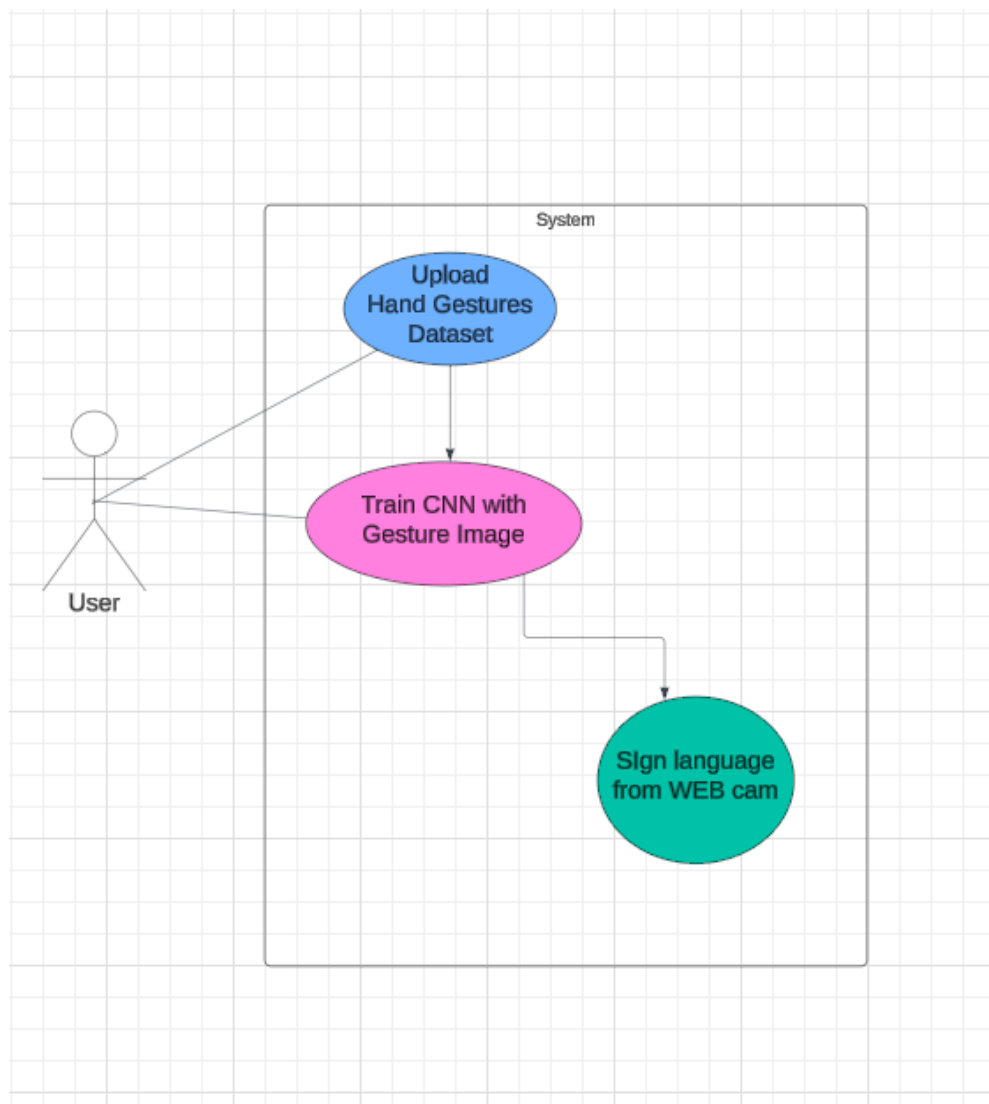 System
Upload
Hand Gestures
Dataset
Train CNN with
Gesture Image
User
SIgn language
from WEB cam